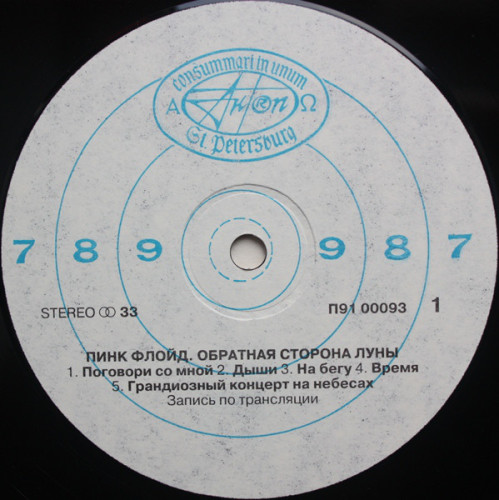 consummari in unum
Α АнТроп Ω
St. Petersburg
7 8 9 9 8 7
STEREO 33 П91 00093 1
ПИНК ФЛОЙД. ОБРАТНАЯ СТОРОНА ЛУНЫ
1. Поговори со мной 2. Дыши 3. На бегу 4. Время
5. Грандиозный концерт на небесах
Запись по трансляции